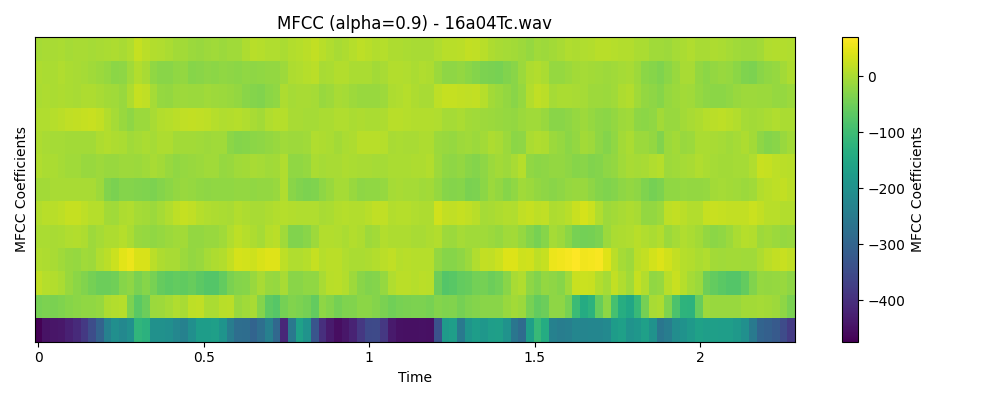 MFCC (alpha=0.9) - 16a04Tc.wav
MFCC Coefficients
0
0.5
1
1.5
2
Time
0
−100
−200
−300
−400
MFCC Coefficients